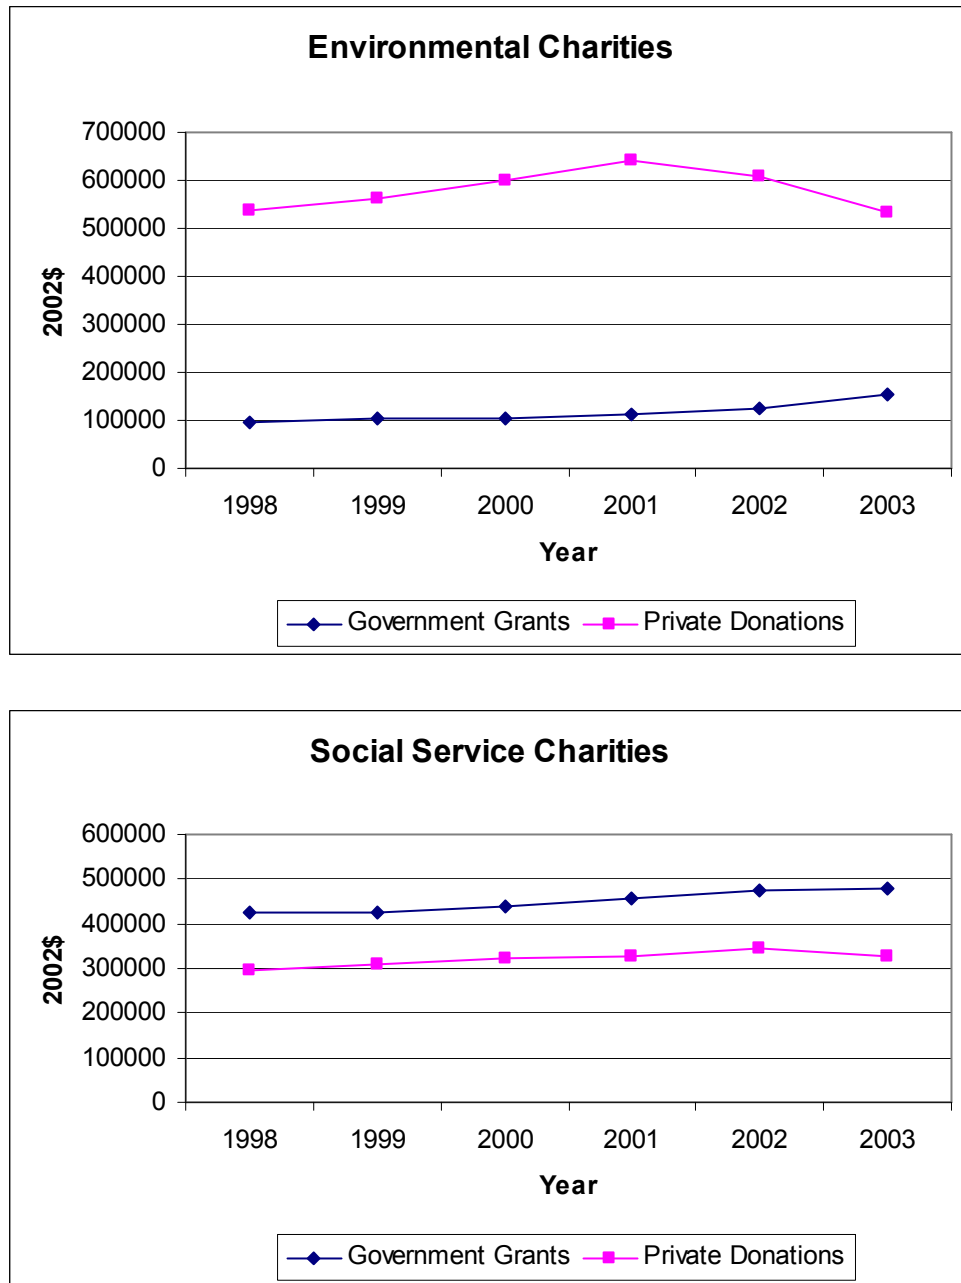 Environmental Charities
700000
600000
500000
400000
300000
200000
100000
0
2002$
1998 1999 2000 2001 2002 2003
Year
Government Grants Private Donations
Social Service Charities
600000
500000
400000
300000
200000
100000
0
2002$
1998 1999 2000 2001 2002 2003
Year
Government Grants Private Donations